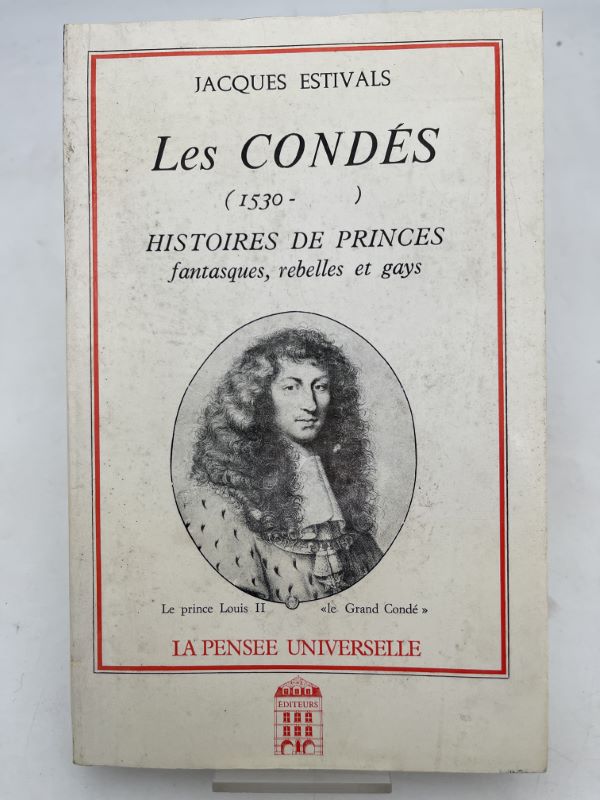 JACQUES ESTIVALS
Les CONDÉS
(1530- )
HISTOIRES DE PRINCES
fantasques, rebelles et gays
Le prince Louis II «le Grand Condé»
LA PENSEE UNIVERSELLE
EDITEURS